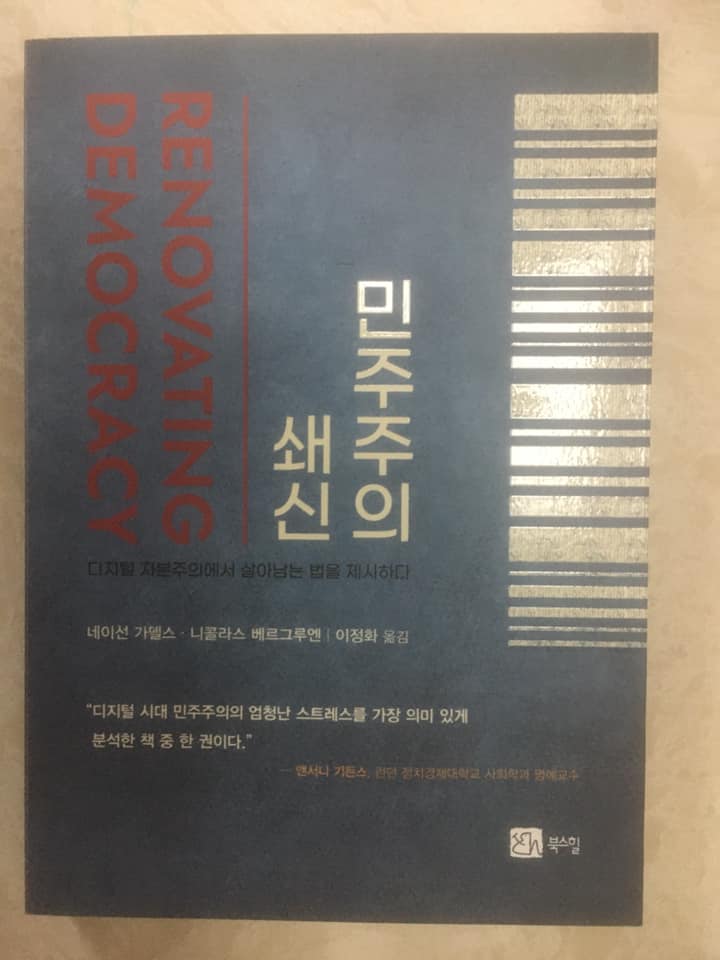 RENOVATING
DEMOCRACY
민주주의
쇄신
디지털 자본주의에서 살아남는 법을 제시하다
네이선 가델스 · 니콜라스 베르그루엔 | 이정화 옮김
“디지털 시대 민주주의의 엄청난 스트레스를 가장 의미 있게
분석한 책 중 한 권이다.”
— 앤서니 기든스, 런던 정치경제대학교 사회학과 명예교수
북스힐